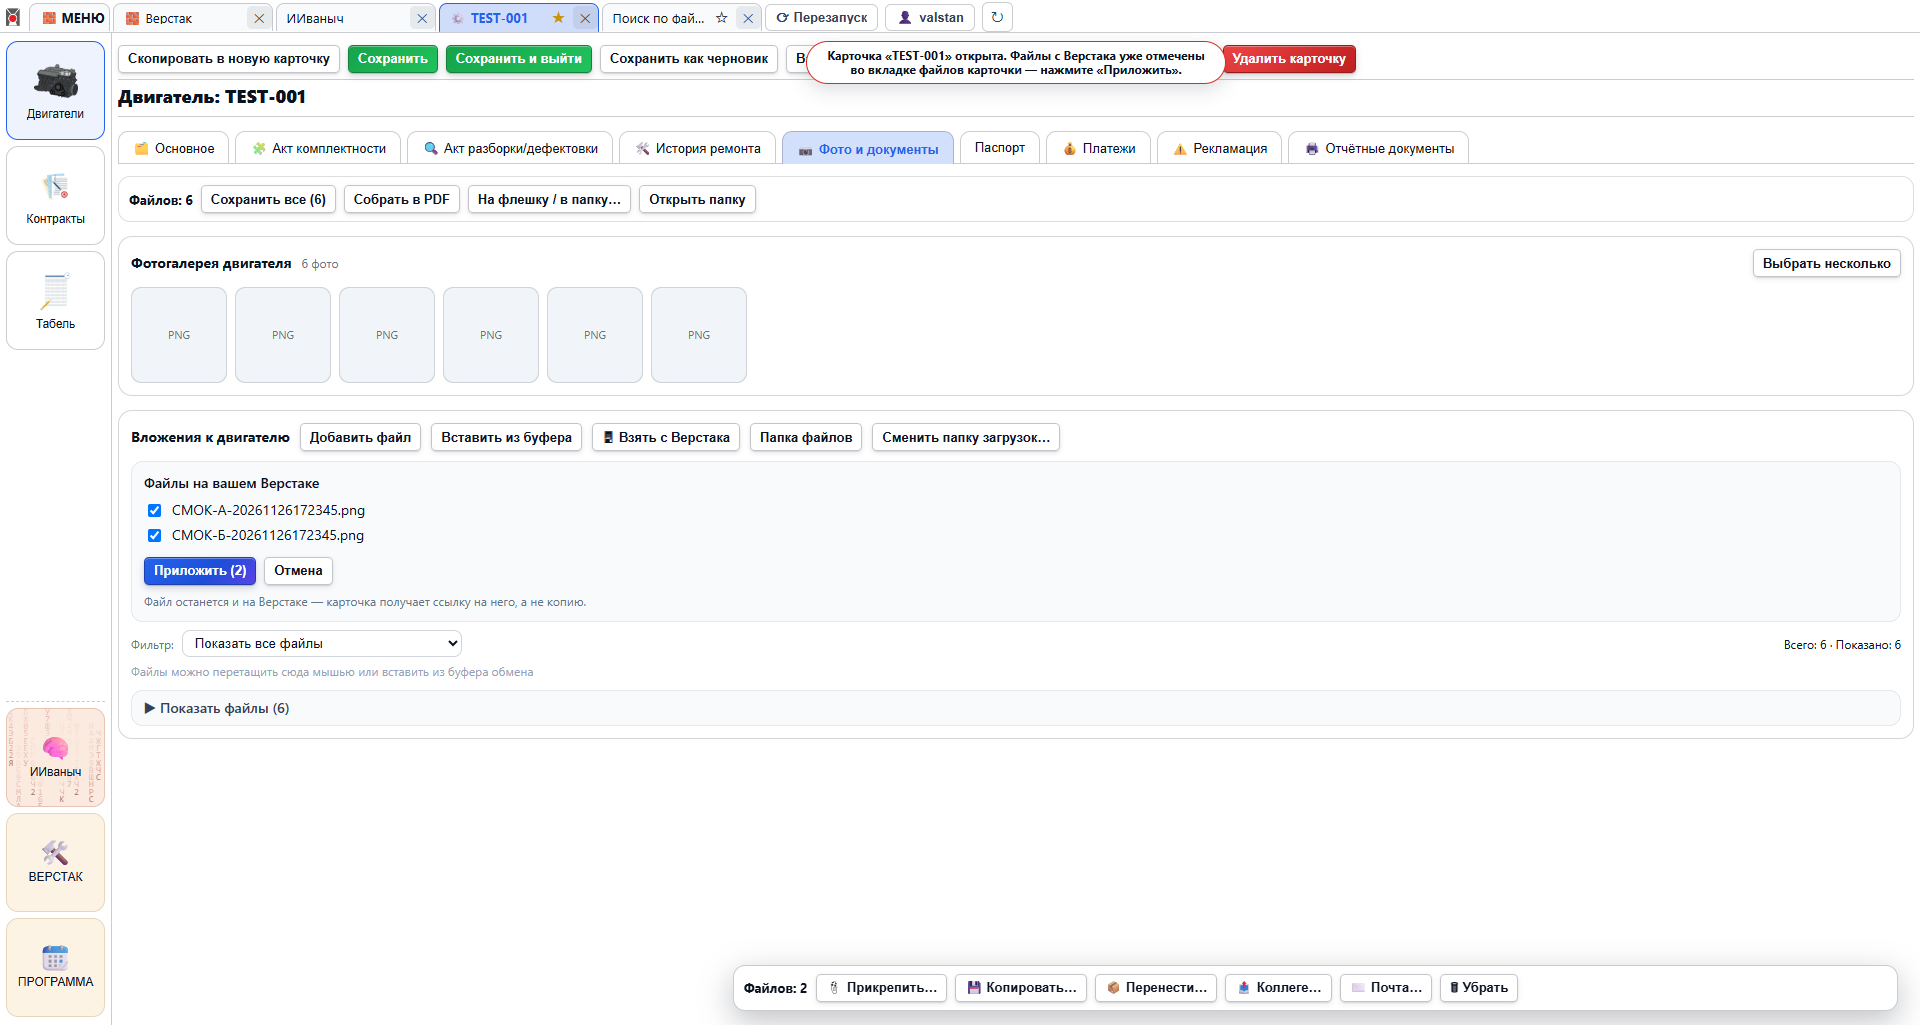 МЕНЮ
Верстак
ИИваныч
TEST-001
Поиск по фай...
Перезапуск
valstan
Двигатели
Контракты
Табель
ИИваныч
ВЕРСТАК
ПРОГРАММА
Скопировать в новую карточку
Сохранить
Сохранить и выйти
Сохранить как черновик
Карточка «TEST-001» открыта. Файлы с Верстака уже отмечены
во вкладке файлов карточки — нажмите «Приложить».
Удалить карточку
Двигатель: TEST-001
Основное
Акт комплектности
Акт разборки/дефектовки
История ремонта
Фото и документы
Паспорт
Платежи
Рекламация
Отчётные документы
Файлов: 6
Сохранить все (6)
Собрать в PDF
На флешку / в папку...
Открыть папку
Фотогалерея двигателя 6 фото
Выбрать несколько
PNG
PNG
PNG
PNG
PNG
PNG
Вложения к двигателю
Добавить файл
Вставить из буфера
Взять с Верстака
Папка файлов
Сменить папку загрузок...
Файлы на вашем Верстаке
СМОК-А-20261126172345.png
СМОК-Б-20261126172345.png
Приложить (2)
Отмена
Файл останется и на Верстаке — карточка получает ссылку на него, а не копию.
Фильтр: Показать все файлы
Всего: 6 · Показано: 6
Файлы можно перетащить сюда мышью или вставить из буфера обмена
▶ Показать файлы (6)
Файлов: 2
Прикрепить...
Копировать...
Перенести...
Коллеге...
Почта...
Убрать